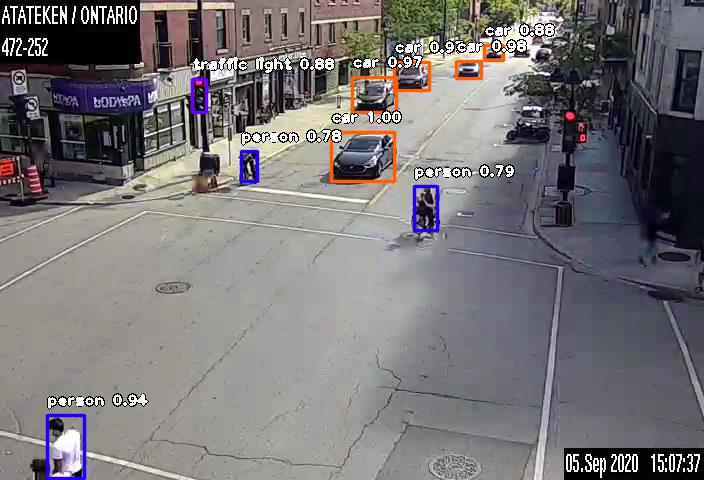 ATATEKEN / ONTARIO
472-252
car 0.88
car 0.9
car 0.98
traffic light 0.88
car 0.97
BODYSPA
car 1.00
person 0.78
person 0.79
person 0.94
05.Sep 2020 15:07:37